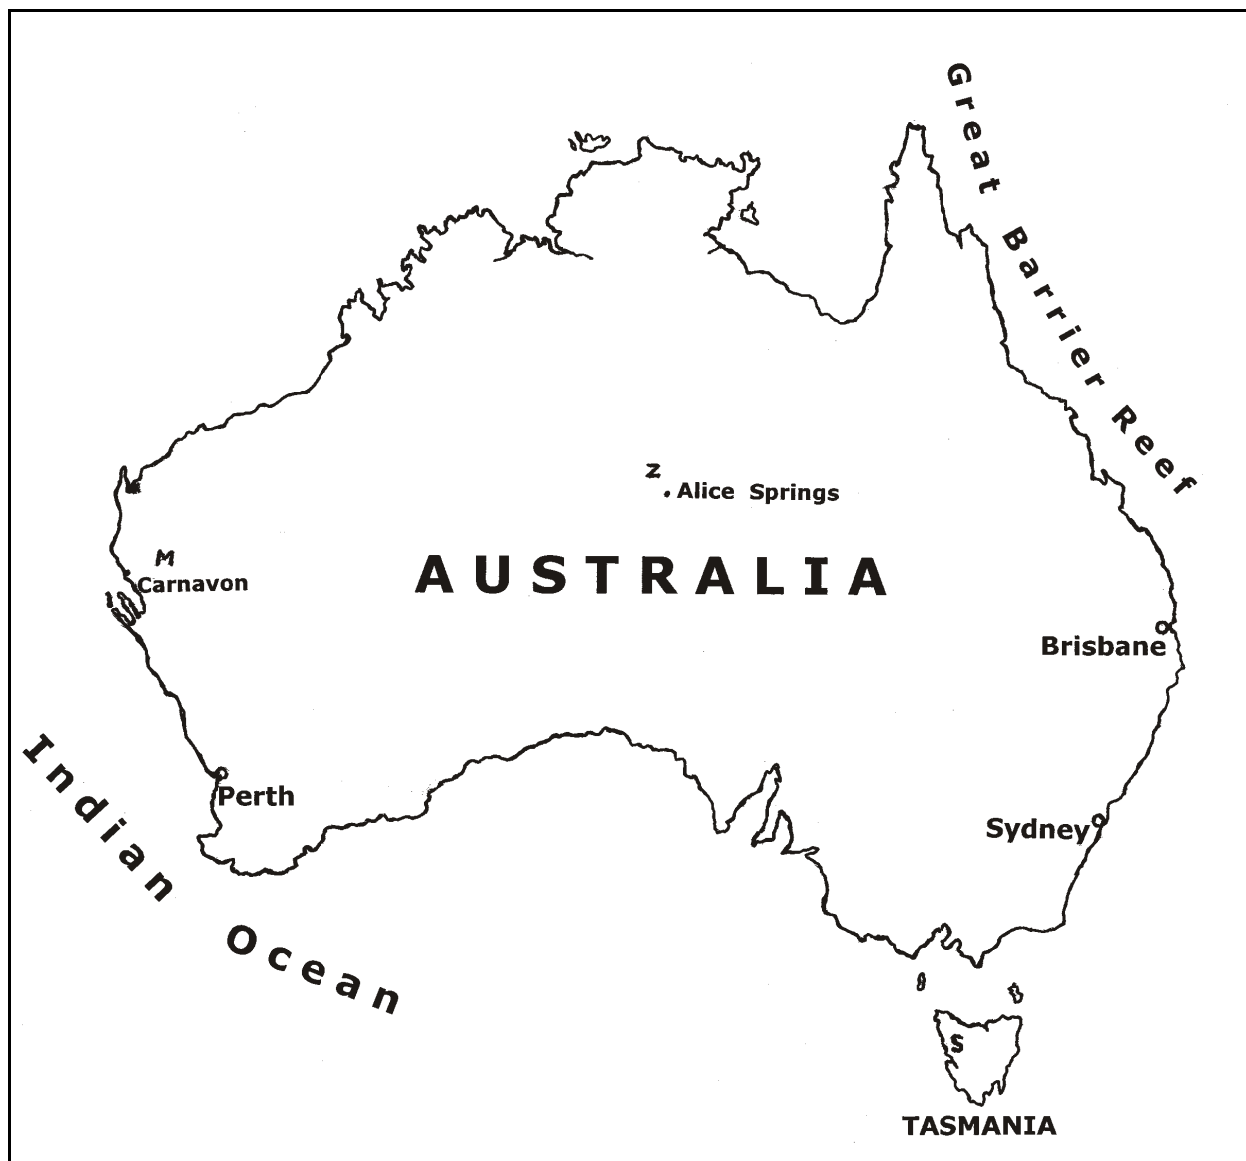 Great Barrier Reef
Z
Alice Springs
M
Carnavon
AUSTRALIA
Brisbane
Perth
Sydney
Indian Ocean
S
TASMANIA